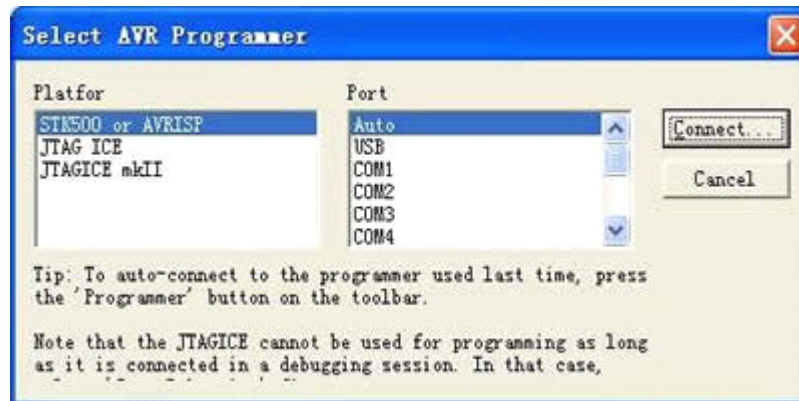 Select AVR Programmer
Platfor
Port
STK500 or AVRISP
JTAG ICE
JTAGICE mkII
Auto
USB
COM1
COM2
COM3
COM4
Connect...
Cancel
Tip: To auto-connect to the programmer used last time, press
the 'Programmer' button on the toolbar.
Note that the JTAGICE cannot be used for programming as long
as it is connected in a debugging session. In that case,